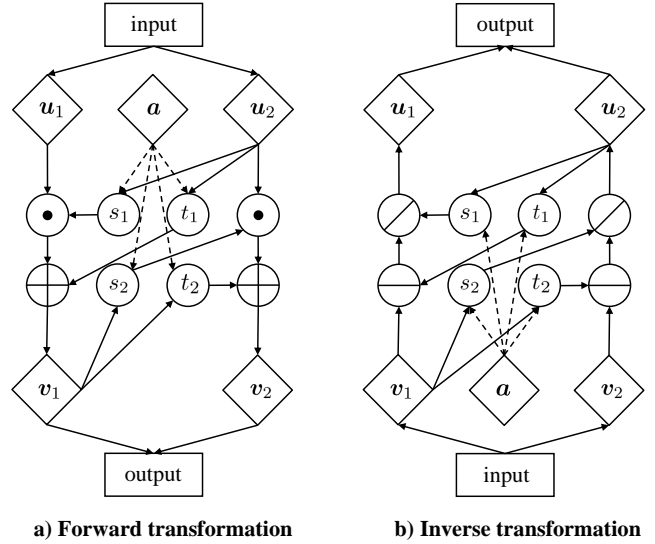 input
output
u1
a
u2
u1
u2
s1
t1
s1
t1
s2
t2
s2
t2
v1
v2
v1
a
v2
output
input
a) Forward transformation
b) Inverse transformation